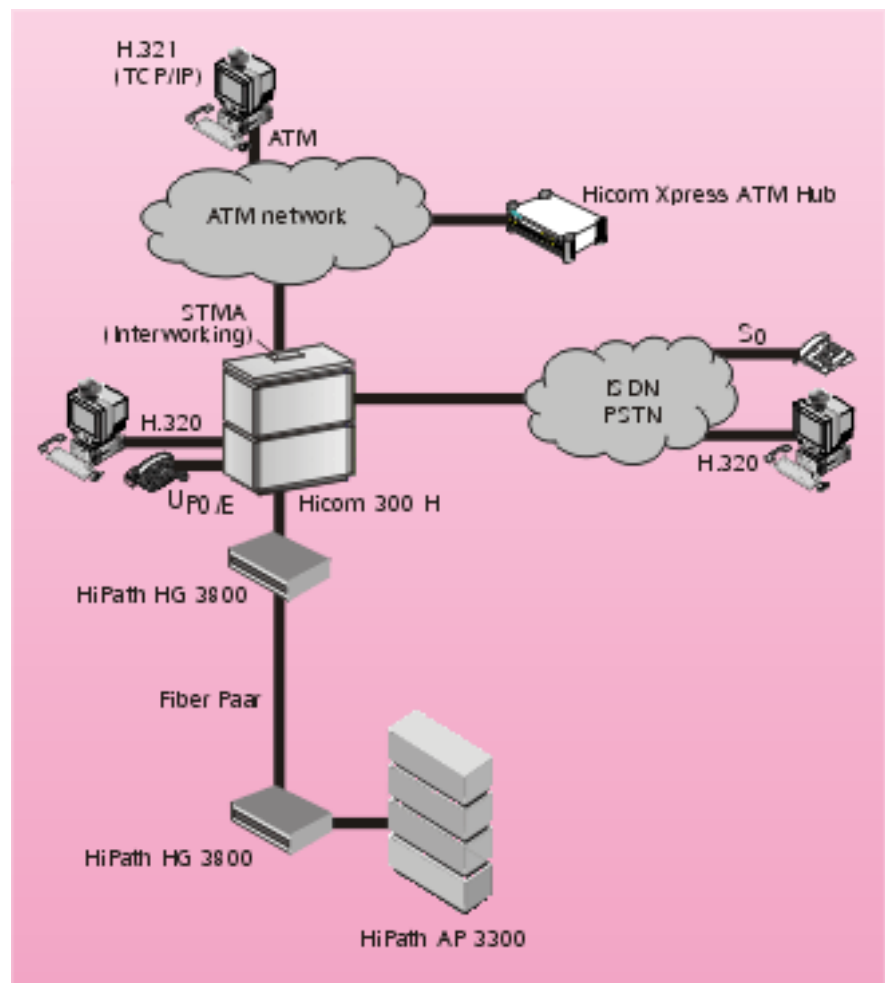 H.321
(TCP/IP)
ATM
Hicom Xpress ATM Hub
ATM network
STMA
(Interworking)
S0
ISDN
PSTN
H.320
H.320
UP0/E
Hicom 300 H
HiPath HG 3800
Fiber Paar
HiPath HG 3800
HiPath AP 3300